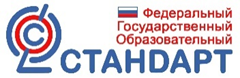 Федеральный
Государственный
Образовательный
СТАНДАРТ